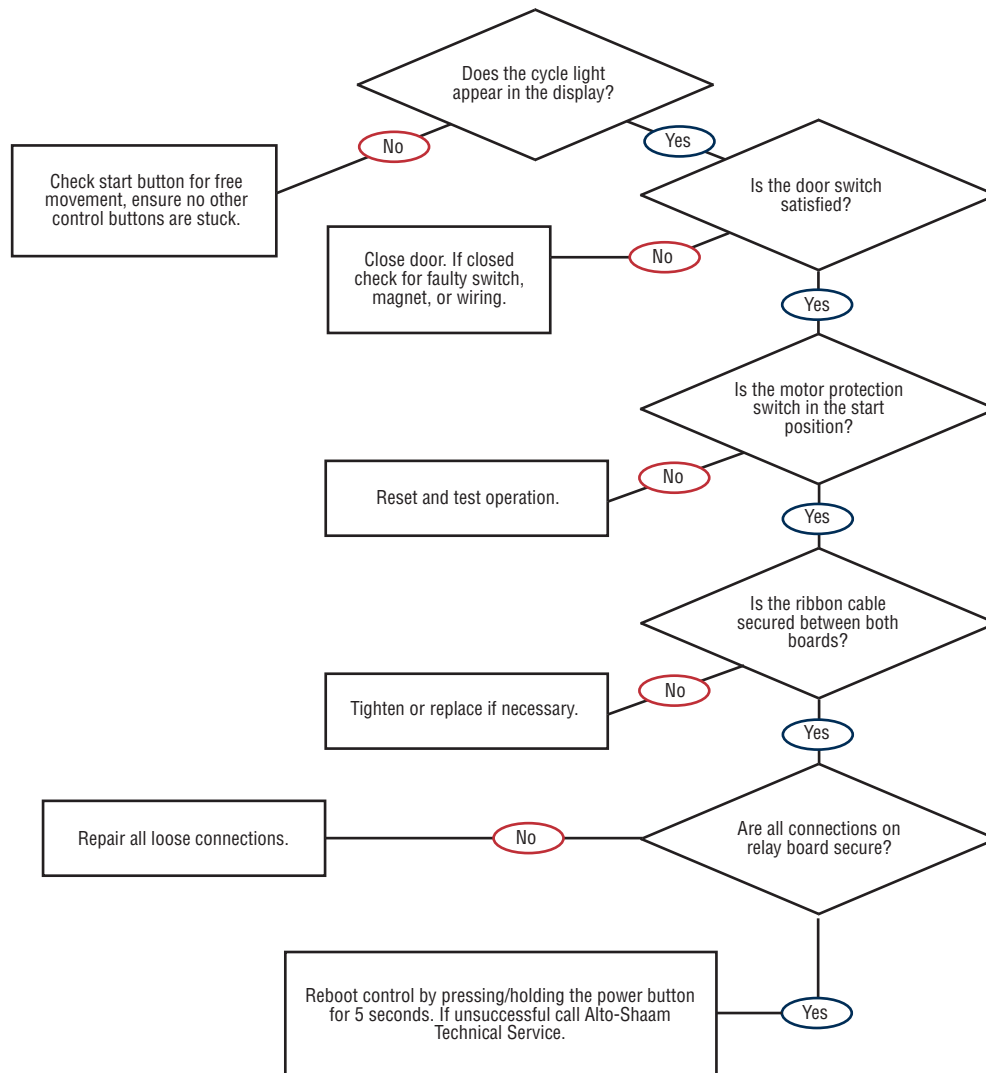 Does the cycle light
appear in the display?
No
Yes
Check start button for free
movement, ensure no other
control buttons are stuck.
Is the door switch
satisfied?
No
Close door. If closed
check for faulty switch,
magnet, or wiring.
Yes
Is the motor protection
switch in the start
position?
No
Reset and test operation.
Yes
Is the ribbon cable
secured between both
boards?
No
Tighten or replace if necessary.
Yes
Are all connections on
relay board secure?
No
Repair all loose connections.
Yes
Reboot control by pressing/holding the power button
for 5 seconds. If unsuccessful call Alto-Shaam
Technical Service.